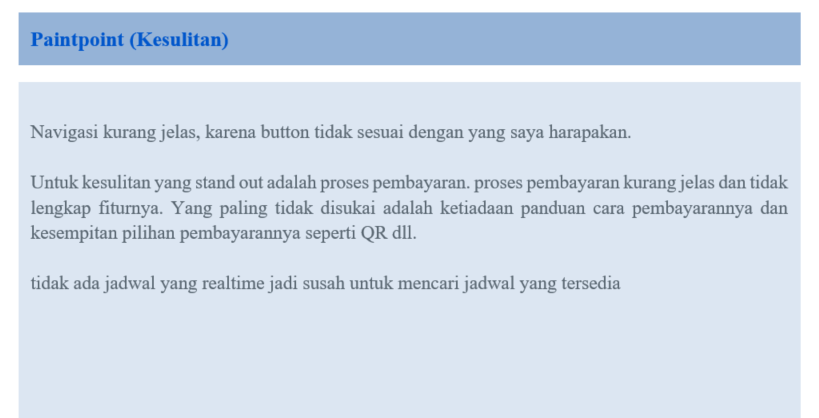 Paintpoint (Kesulitan)
Navigasi kurang jelas, karena button tidak sesuai dengan yang saya harapakan.
Untuk kesulitan yang stand out adalah proses pembayaran. proses pembayaran kurang jelas dan tidak
lengkap fiturnya. Yang paling tidak disukai adalah ketiadaan panduan cara pembayarannya dan
kesempitan pilihan pembayarannya seperti QR dll.
tidak ada jadwal yang realtime jadi susah untuk mencari jadwal yang tersedia